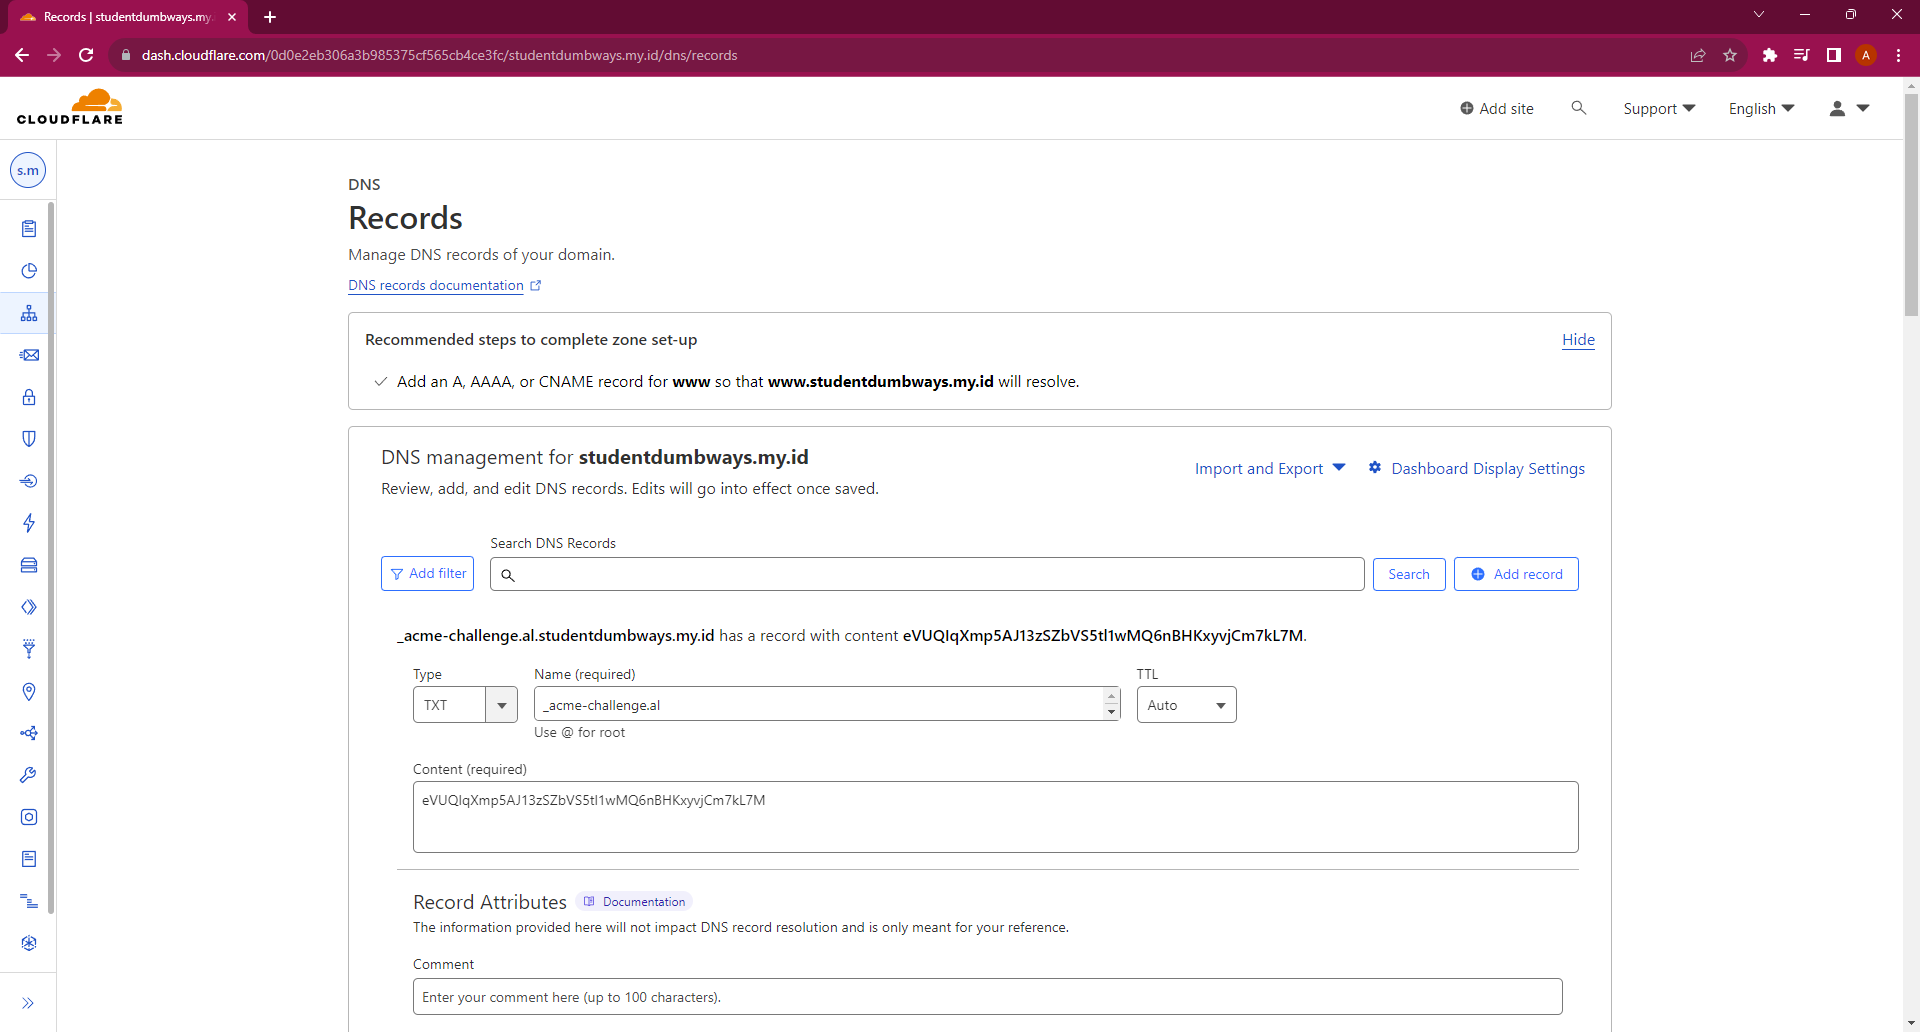 Records | studentdumbways.my.
dash.cloudflare.com/0d0e2eb306a3b985375cf565cb4ce3fc/studentdumbways.my.id/dns/records
A
CLOUDFLARE
Add site
Support
English
s.m
DNS
Records
Manage DNS records of your domain.
DNS records documentation
Recommended steps to complete zone set-up
Hide
Add an A, AAAA, or CNAME record for www so that www.studentdumbways.my.id will resolve.
DNS management for studentdumbways.my.id
Import and Export
Dashboard Display Settings
Review, add, and edit DNS records. Edits will go into effect once saved.
Search DNS Records
Add filter
Search
Add record
_acme-challenge.al.studentdumbways.my.id has a record with content eVUQIqXmp5AJ13zSZbVS5tl1wMQ6nBHKxyvjCm7kL7M.
Type
Name (required)
TTL
TXT
_acme-challenge.al
Auto
Use @ for root
Content (required)
eVUQIqXmp5AJ13zSZbVS5tl1wMQ6nBHKxyvjCm7kL7M
Record Attributes
Documentation
The information provided here will not impact DNS record resolution and is only meant for your reference.
Comment
Enter your comment here (up to 100 characters).